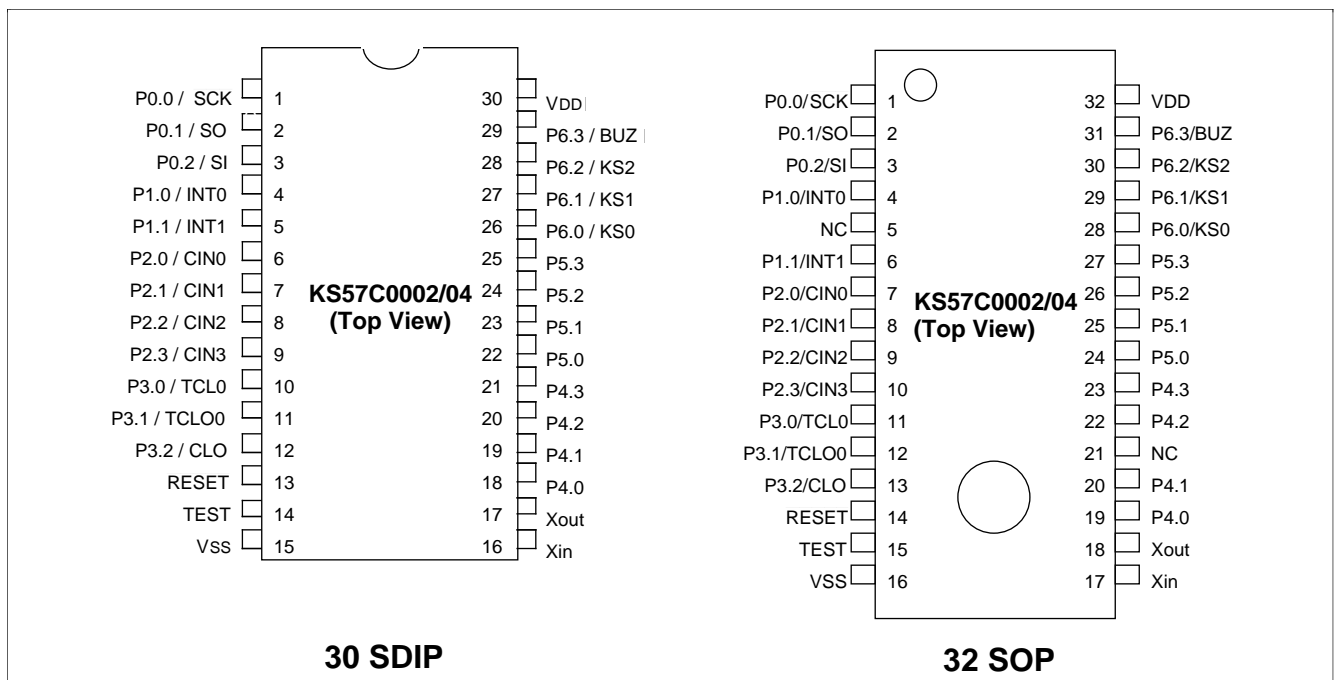 P0.0 / SCK 1
P0.1 / SO 2
P0.2 / SI 3
P1.0 / INT0 4
P1.1 / INT1 5
P2.0 / CIN0 6
P2.1 / CIN1 7
P2.2 / CIN2 8
P2.3 / CIN3 9
P3.0 / TCL0 10
P3.1 / TCLO0 11
P3.2 / CLO 12
RESET 13
TEST 14
VSS 15
KS57C0002/04
(Top View)
30 VDD
29 P6.3 / BUZ
28 P6.2 / KS2
27 P6.1 / KS1
26 P6.0 / KS0
25 P5.3
24 P5.2
23 P5.1
22 P5.0
21 P4.3
20 P4.2
19 P4.1
18 P4.0
17 Xout
16 Xin
30 SDIP
P0.0/SCK 1
P0.1/SO 2
P0.2/SI 3
P1.0/INT0 4
NC 5
P1.1/INT1 6
P2.0/CIN0 7
P2.1/CIN1 8
P2.2/CIN2 9
P2.3/CIN3 10
P3.0/TCL0 11
P3.1/TCLO0 12
P3.2/CLO 13
RESET 14
TEST 15
VSS 16
KS57C0002/04
(Top View)
32 VDD
31 P6.3/BUZ
30 P6.2/KS2
29 P6.1/KS1
28 P6.0/KS0
27 P5.3
26 P5.2
25 P5.1
24 P5.0
23 P4.3
22 P4.2
21 NC
20 P4.1
19 P4.0
18 Xout
17 Xin
32 SOP